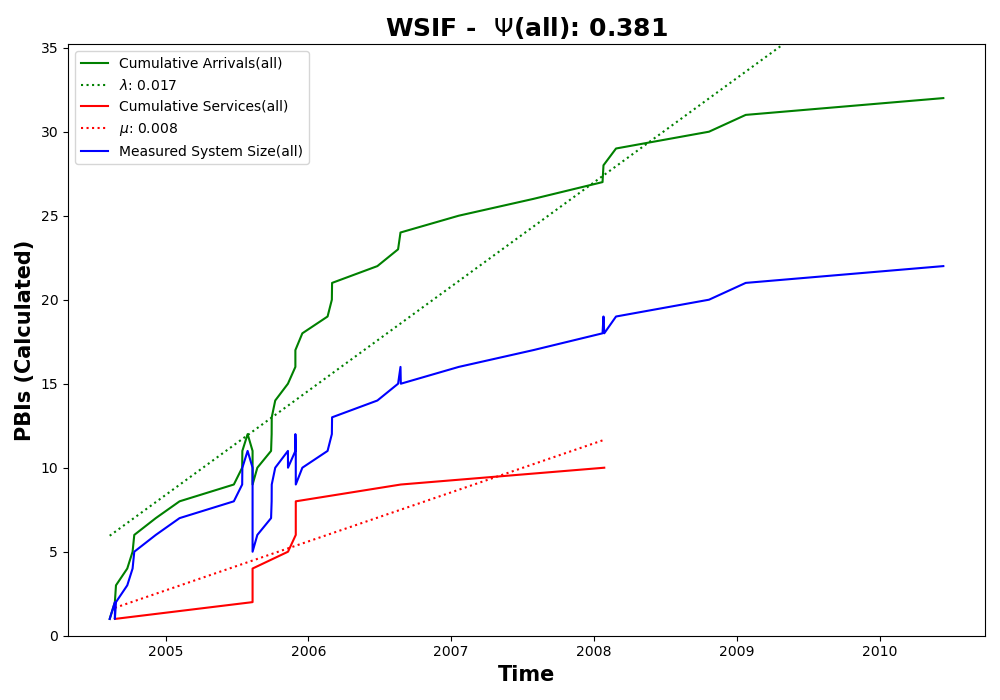 WSIF -  Ψ(all): 0.381
PBIs (Calculated)
35
30
25
20
15
10
5
0
Cumulative Arrivals(all)
λ: 0.017
Cumulative Services(all)
μ: 0.008
Measured System Size(all)
2005 2006 2007 2008 2009 2010
Time